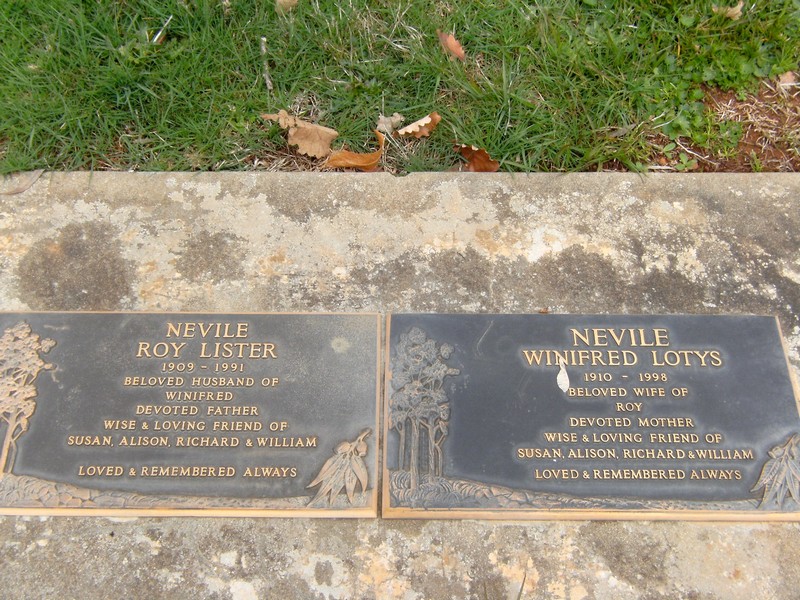 NEVILE
ROY LISTER
1909 - 1991
BELOVED HUSBAND OF
WINIFRED
DEVOTED FATHER
WISE & LOVING FRIEND OF
SUSAN, ALISON, RICHARD & WILLIAM
LOVED & REMEMBERED ALWAYS
NEVILE
WINIFRED LOTYS
1910 - 1998
BELOVED WIFE OF
ROY
DEVOTED MOTHER
WISE & LOVING FRIEND OF
SUSAN, ALISON, RICHARD & WILLIAM
LOVED & REMEMBERED ALWAYS